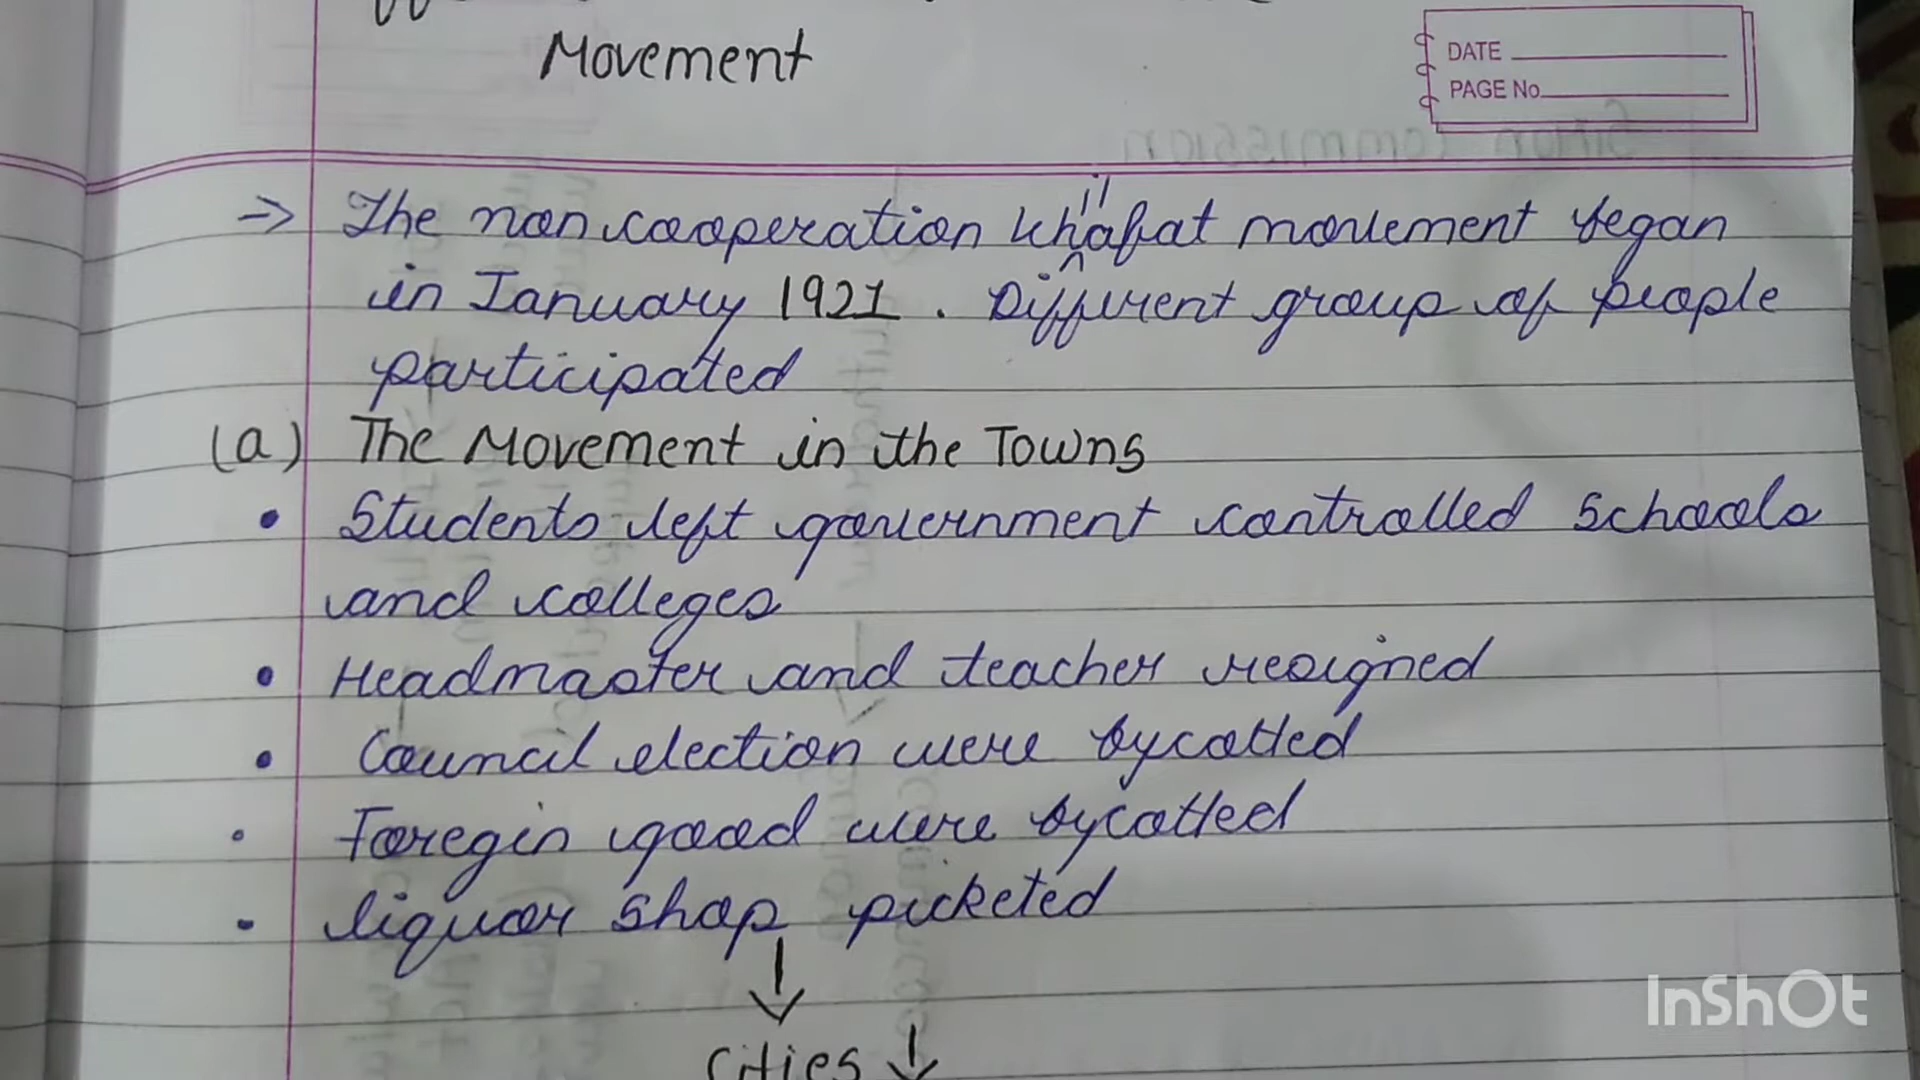 Movement
DATE
PAGE No.
→ The non cooperation khilafat movement began
in January 1921 . Different group of people
participated
(a) The Movement in the Towns
• Students left government controlled schools
and colleges
• Headmaster and teacher resigned
• Council election were bycotted
• Foregin good were bycotted
• liquor shop picketed
↓
Cities ↓
InShOt